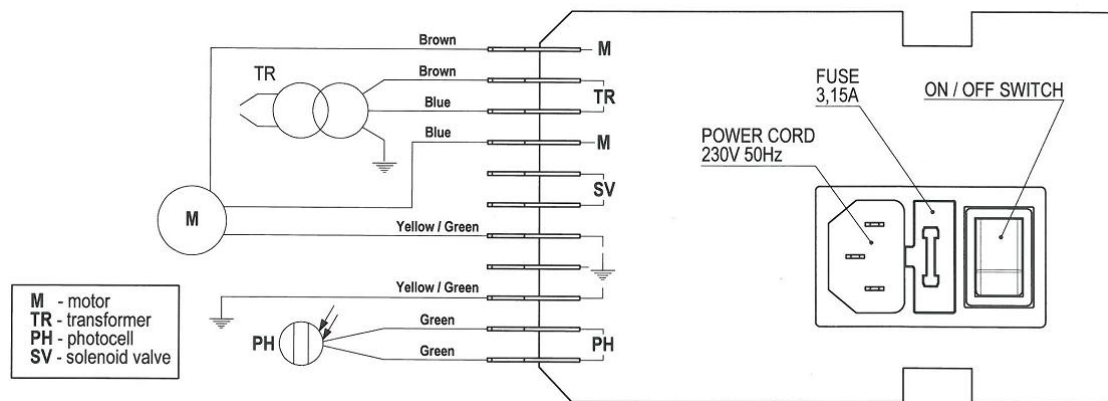 Brown
M
TR
Brown
Blue
TR
Blue
M
SV
M
Yellow / Green
Yellow / Green
Green
PH
PH
Green
M - motor
TR - transformer
PH - photocell
SV - solenoid valve
FUSE
3,15A
ON / OFF SWITCH
POWER CORD
230V 50Hz